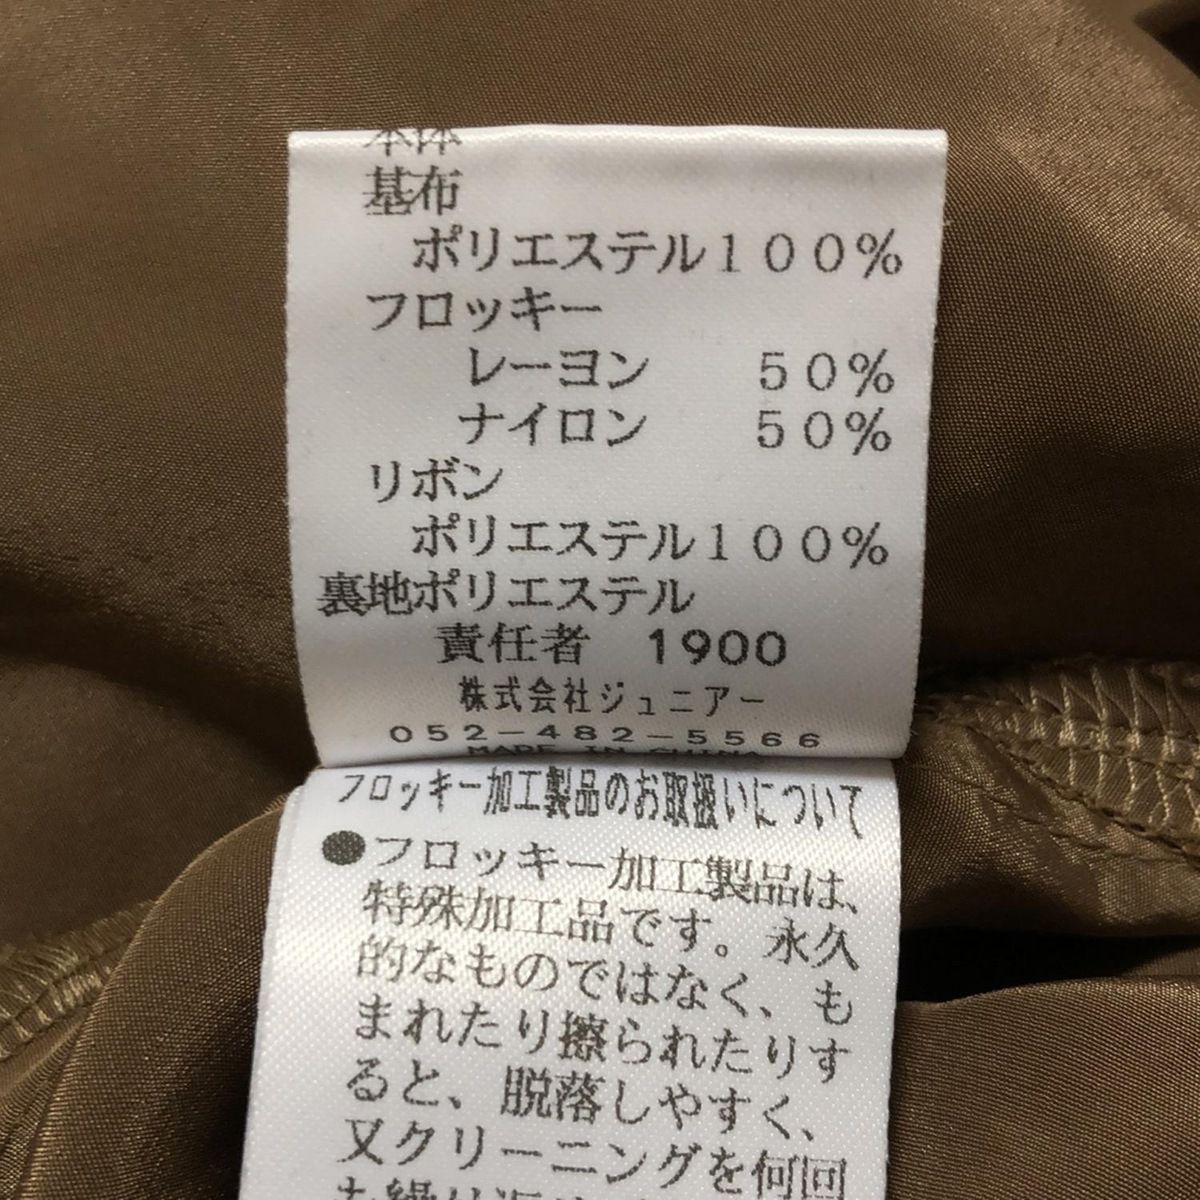 本体
基布
ポリエステル100%
フロッキー
レーヨン 50%
ナイロン 50%
リボン
ポリエステル100%
裏地ポリエステル
責任者 1900
株式会社ジュニアー
052-482-5566
MADE IN CHINA
フロッキー加工製品のお取扱いについて
●フロッキー加工製品は、
特殊加工品です。永久
的なものではなく、も
まれたり擦られたりす
ると、脱落しやすく、
又クリーニングを何回
も繰り返